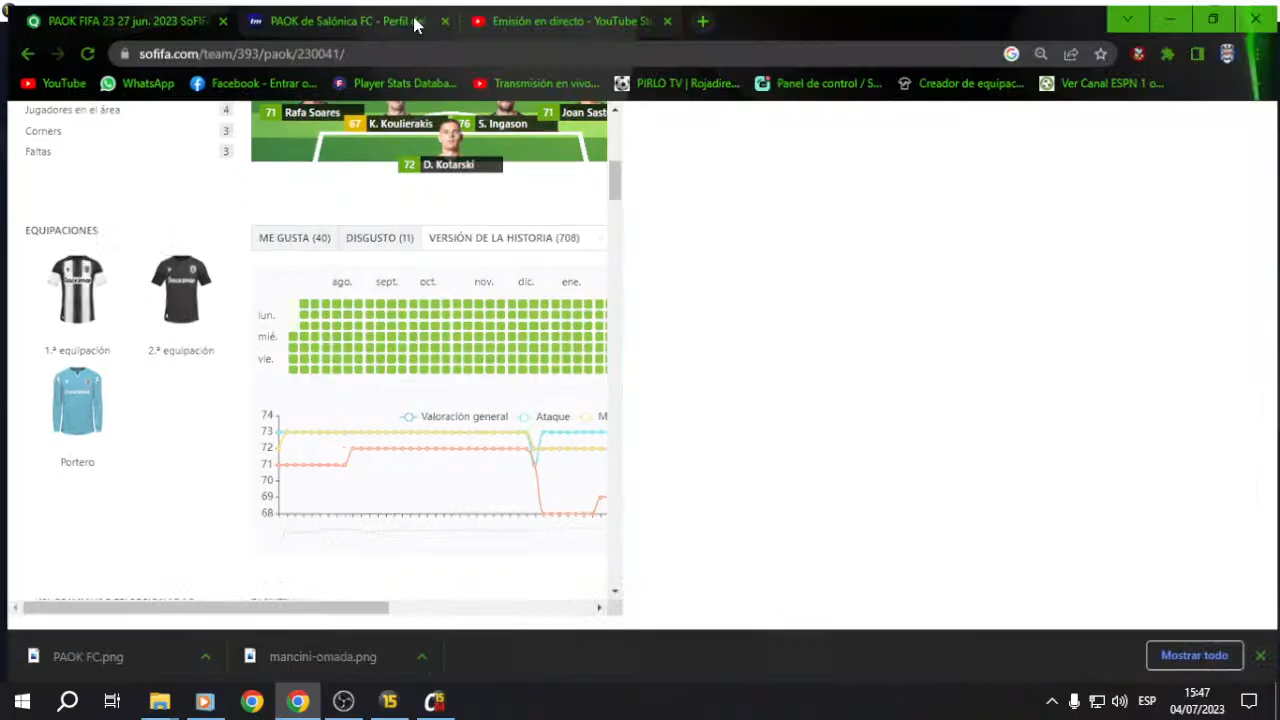 PAOK FIFA 23 27 jun. 2023 SoFIFA
tm PAOK de Salónica FC - Perfil del
Emisión en directo - YouTube St
sofifa.com/team/393/paok/230041/
YouTube WhatsApp Facebook - Entrar o... Player Stats Databa... Transmisión en vivo... PIRLO TV | Rojadire... Panel de control / S... Creador de equipac... Ver Canal ESPN 1 o...
Jugadores en el área 4
Corners 3
Faltas 3
71 Rafa Soares
71 Joan Sast
67 K. Koulierakis
76 S. Ingason
72 D. Kotarski
EQUIPACIONES
1.ª equipación
2.ª equipación
Portero
ME GUSTA (40) DISGUSTO (11) VERSIÓN DE LA HISTORIA (708)
ago. sept. oct. nov. dic. ene.
lun.
mié.
vie.
Valoración general Ataque M
74
73
72
71
70
69
68
PAOK FC.png
mancini-omada.png
Mostrar todo
ESP
15:47
04/07/2023